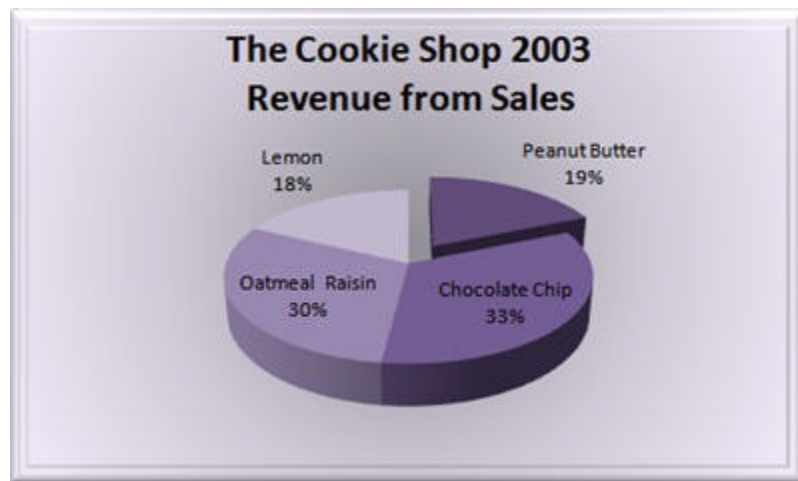 The Cookie Shop 2003
Revenue from Sales
Lemon
18%
Peanut Butter
19%
Oatmeal Raisin
30%
Chocolate Chip
33%